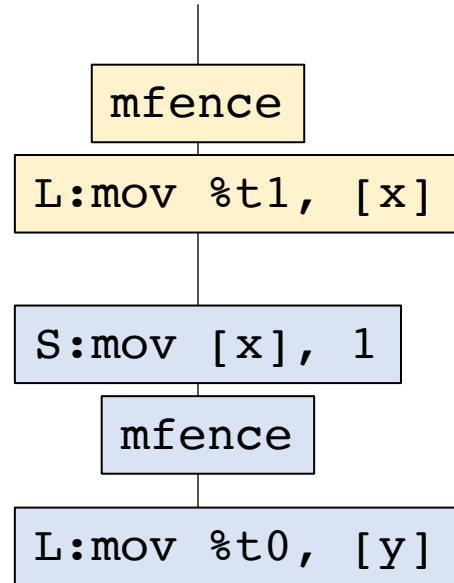 mfence
L:mov %t1, [x]
S:mov [x], 1
mfence
L:mov %t0, [y]